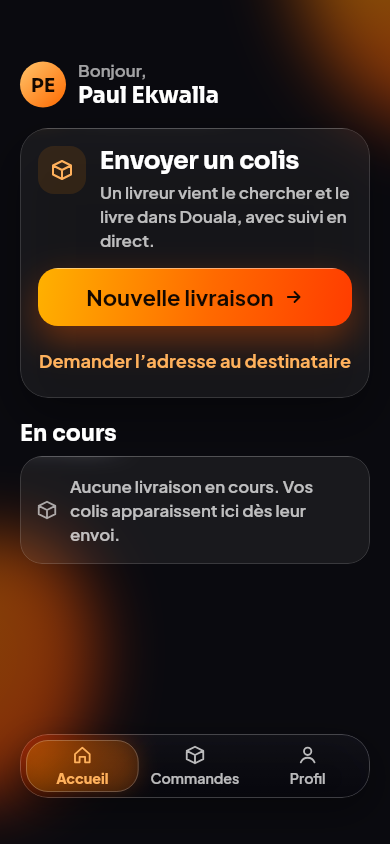 PE
Bonjour,
Paul Ekwalla
Envoyer un colis
Un livreur vient le chercher et le
livre dans Douala, avec suivi en
direct.
Nouvelle livraison →
Demander l’adresse au destinataire
En cours
Aucune livraison en cours. Vos
colis apparaissent ici dès leur
envoi.
Accueil
Commandes
Profil